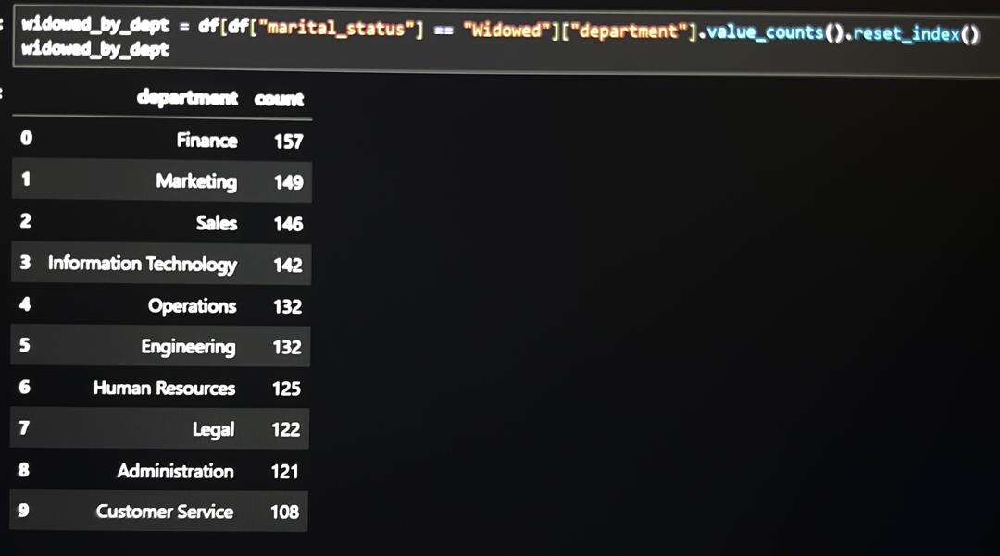 widowed_by_dept = df[df["marital_status"] == "Widowed"]["department"].value_counts().reset_index()
widowed_by_dept
department count
0 Finance 157
1 Marketing 149
2 Sales 146
3 Information Technology 142
4 Operations 132
5 Engineering 132
6 Human Resources 125
7 Legal 122
8 Administration 121
9 Customer Service 108